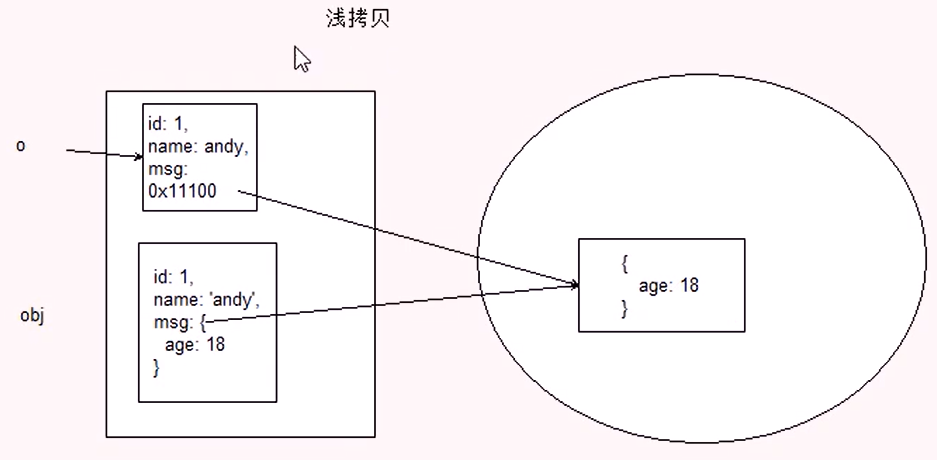 浅拷贝
o
id: 1,
name: andy,
msg:
0x11100
obj
id: 1,
name: 'andy',
msg: {
age: 18
}
{
age: 18
}